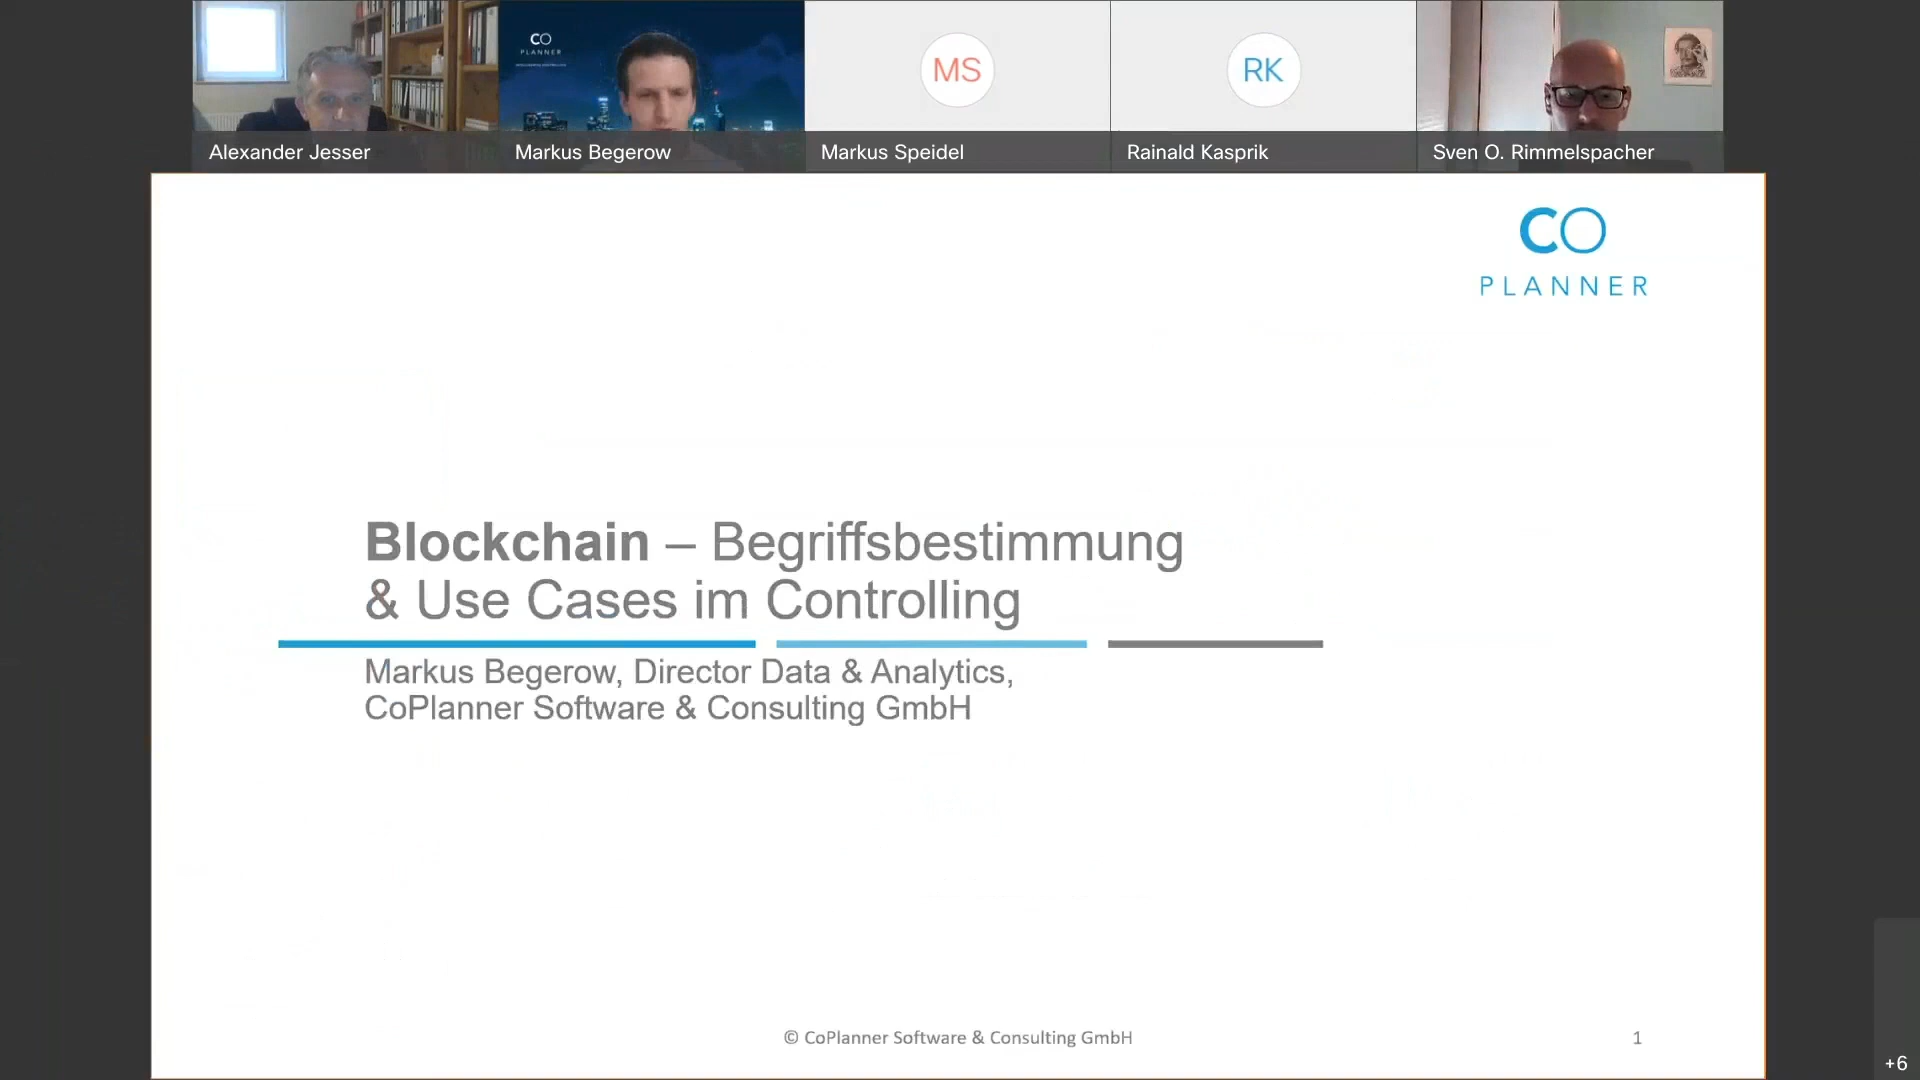 CO
PLANNER
MS
RK
Alexander Jesser
Markus Begerow
Markus Speidel
Rainald Kasprik
Sven O. Rimmelspacher
CO
PLANNER
Blockchain – Begriffsbestimmung
& Use Cases im Controlling
Markus Begerow, Director Data & Analytics,
CoPlanner Software & Consulting GmbH
© CoPlanner Software & Consulting GmbH
1
+6